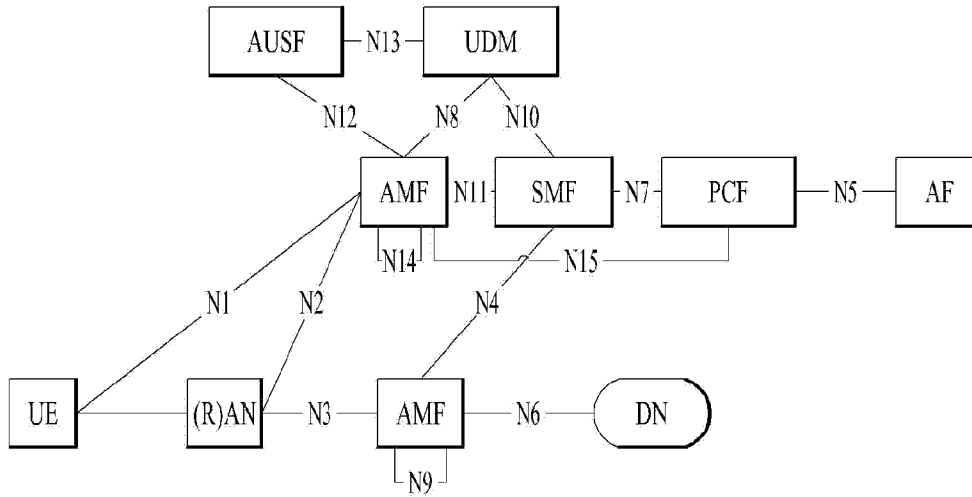 AUSF N13 UDM
N12 N8 N10
AMF N11 SMF N7 PCF N5 AF
N14 N15
N1 N2 N4
UE (R)AN N3 AMF N6 DN
N9